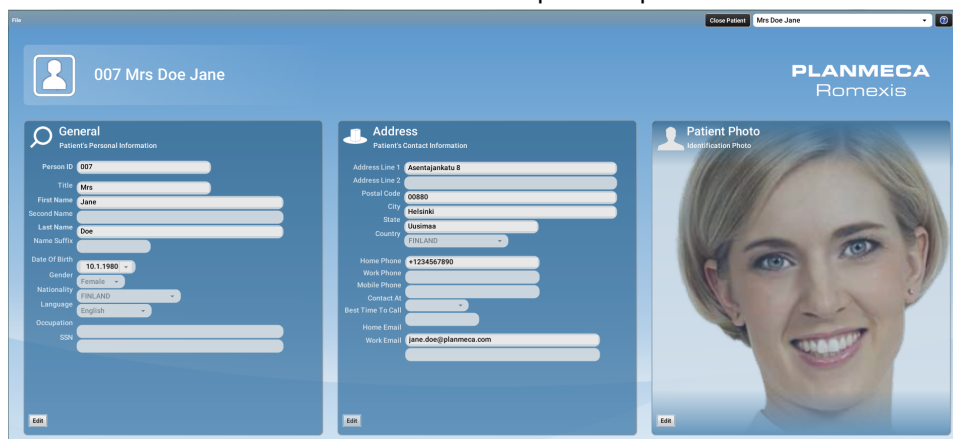 File
Close Patient
Mrs Doe Jane
007 Mrs Doe Jane
PLANMECA
Romexis
General
Patient's Personal Information
Person ID 007
Title Mrs
First Name Jane
Second Name
Last Name Doe
Name Suffix
Date Of Birth 10.1.1980
Gender Female
Nationality FINLAND
Language English
Occupation
SSN
Edit
Address
Patient's Contact Information
Address Line 1 Asentajankatu 8
Address Line 2
Postal Code 00880
City Helsinki
State Uusimaa
Country FINLAND
Home Phone +1234567890
Work Phone
Mobile Phone
Contact At
Best Time To Call
Home Email
Work Email jane.doe@planmeca.com
Edit
Patient Photo
Identification Photo
Edit